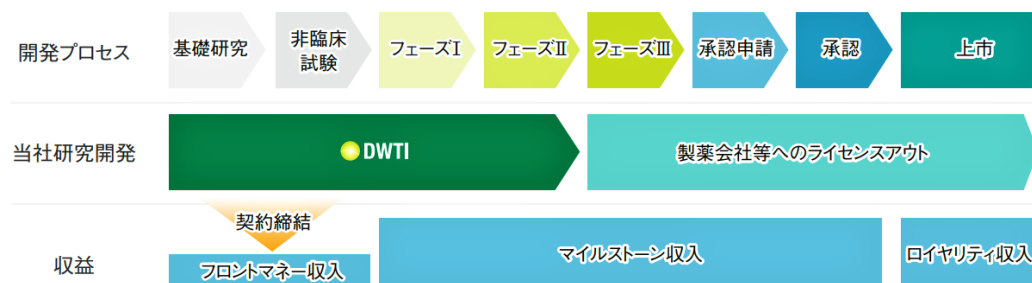 開発プロセス
基礎研究
非臨床
試験
フェーズⅠ
フェーズⅡ
フェーズⅢ
承認申請
承認
上市
当社研究開発
DWTI
製薬会社等へのライセンスアウト
収益
契約締結
フロントマネー収入
マイルストーン収入
ロイヤリティ収入